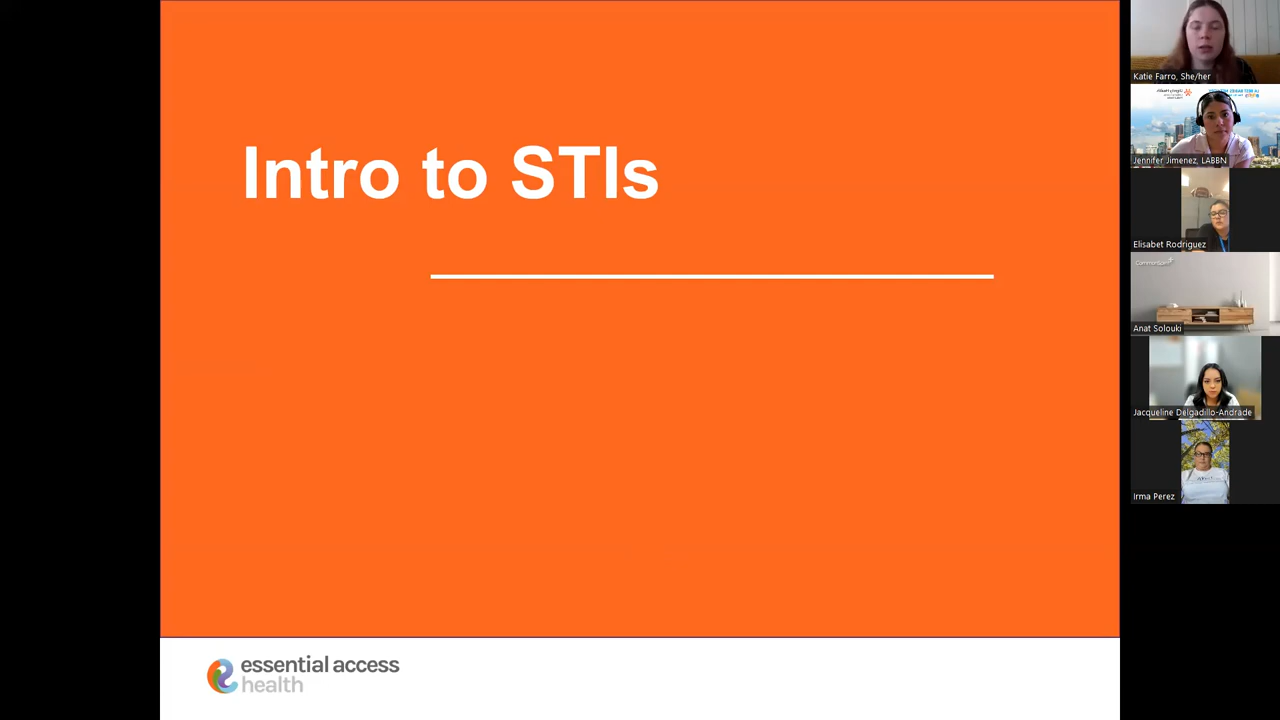 Intro to STIs
essential access
health
Katie Farro, She/her
Jennifer Jimenez, LABBN
Elisabet Rodriguez
Anat Solouki
Jacqueline Delgadillo-Andrade
Irma Perez